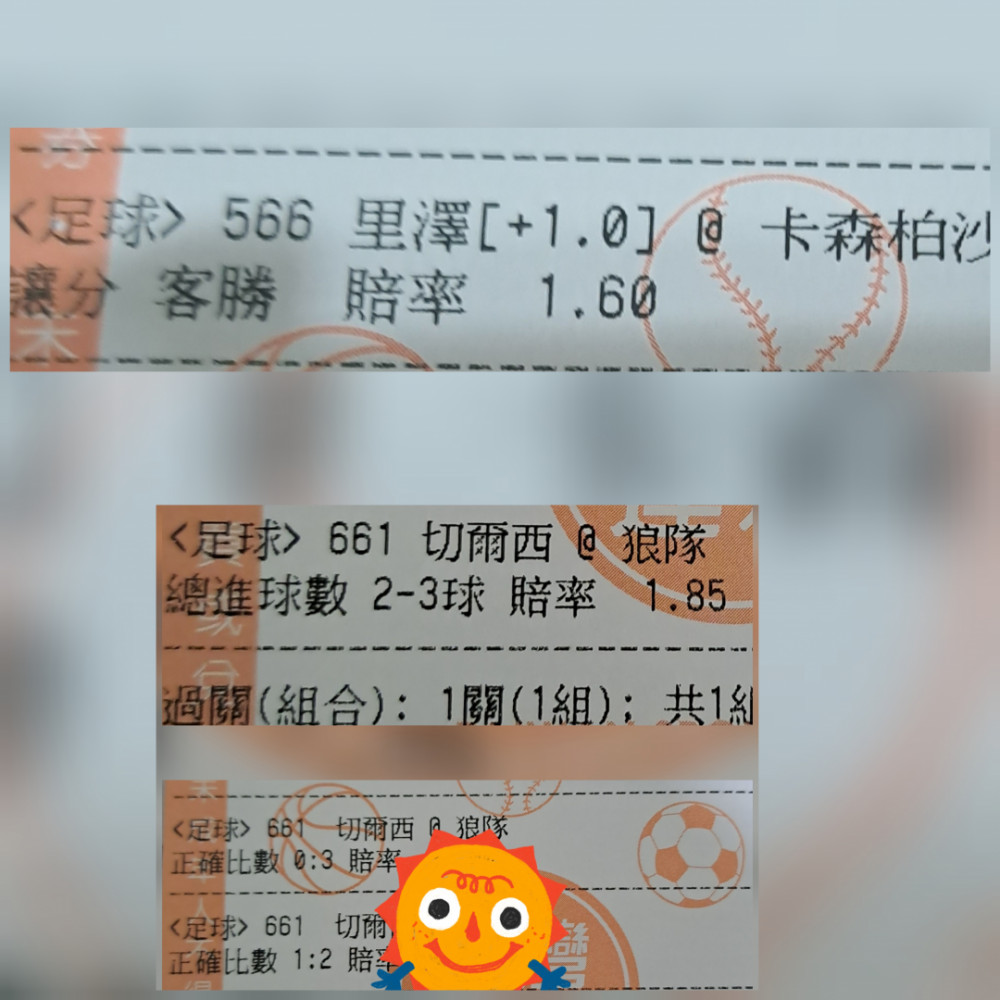 券
<足球> 566 里澤[+1.0] @ 卡森柏沙
讓分 客勝 賠率 1.60
<足球> 661 切爾西 @ 狼隊
總進球數 2-3球 賠率 1.85
過關(組合): 1關(1組); 共1組
<足球> 661 切爾西 @ 狼隊
正確比數 0:3 賠率
<足球> 661 切爾
正確比數 1:2 賠率
灣